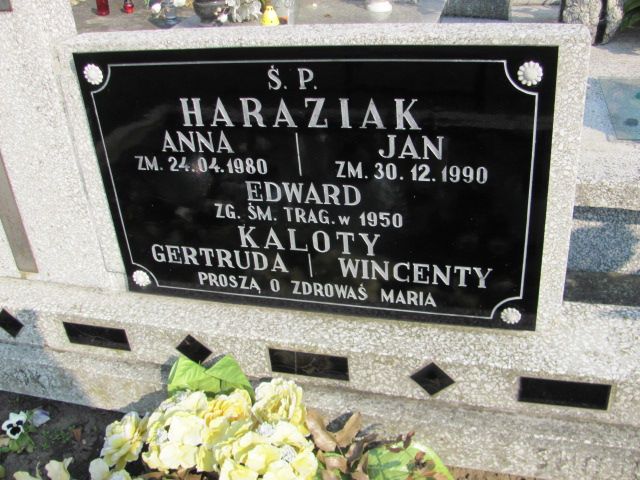 Ś. P.
HARAZIAK
ANNA | JAN
ZM. 24.04.1980 | ZM. 30.12.1990
EDWARD
ZG. ŚM. TRAG. W 1950
KALOTY
GERTRUDA | WINCENTY
PROSZĄ O ZDROWAŚ MARIA